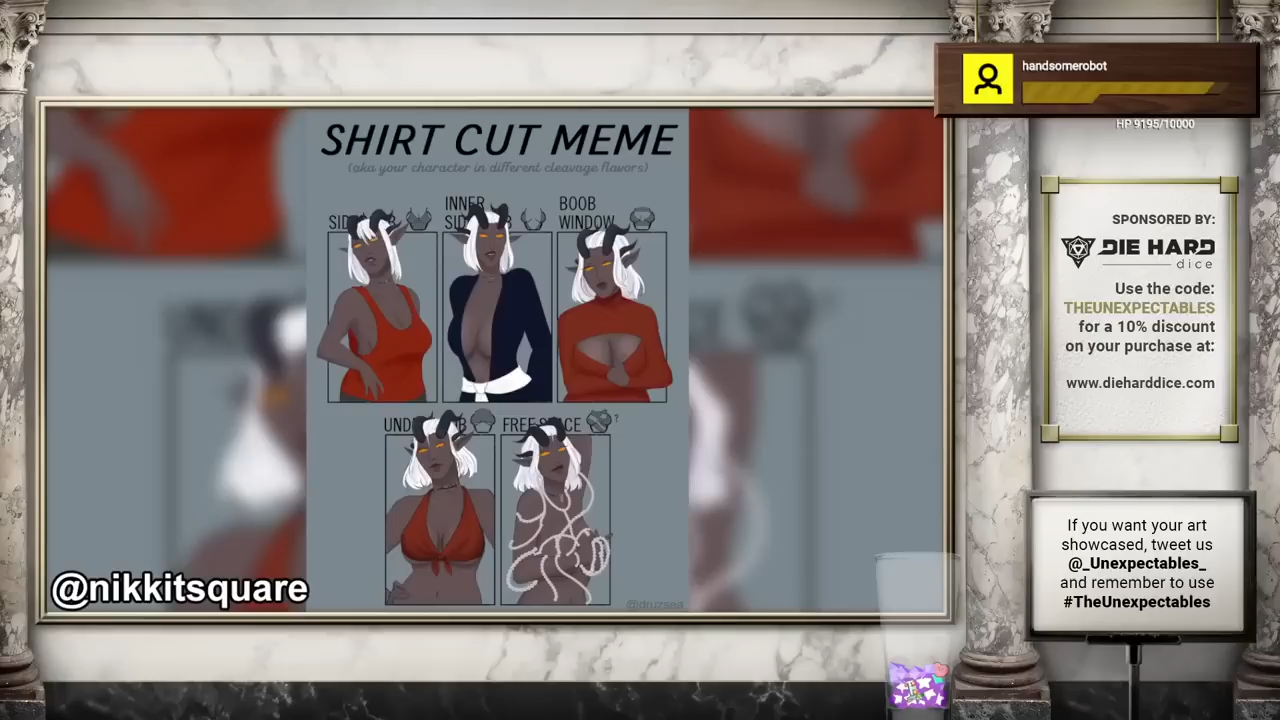 handsomerobot
HP 9195/10000
SHIRT CUT MEME
(aka your character in different cleavage flavors)
INNER
BOOB
WINDOW
FREE SPACE
?
@druzsea
@nikkitsquare
SPONSORED BY:
DIE HARD
dice
Use the code:
THEUNEXPECTABLES
for a 10% discount
on your purchase at:
www.dieharddice.com
If you want your art
showcased, tweet us
@_Unexpectables_
and remember to use
#TheUnexpectables